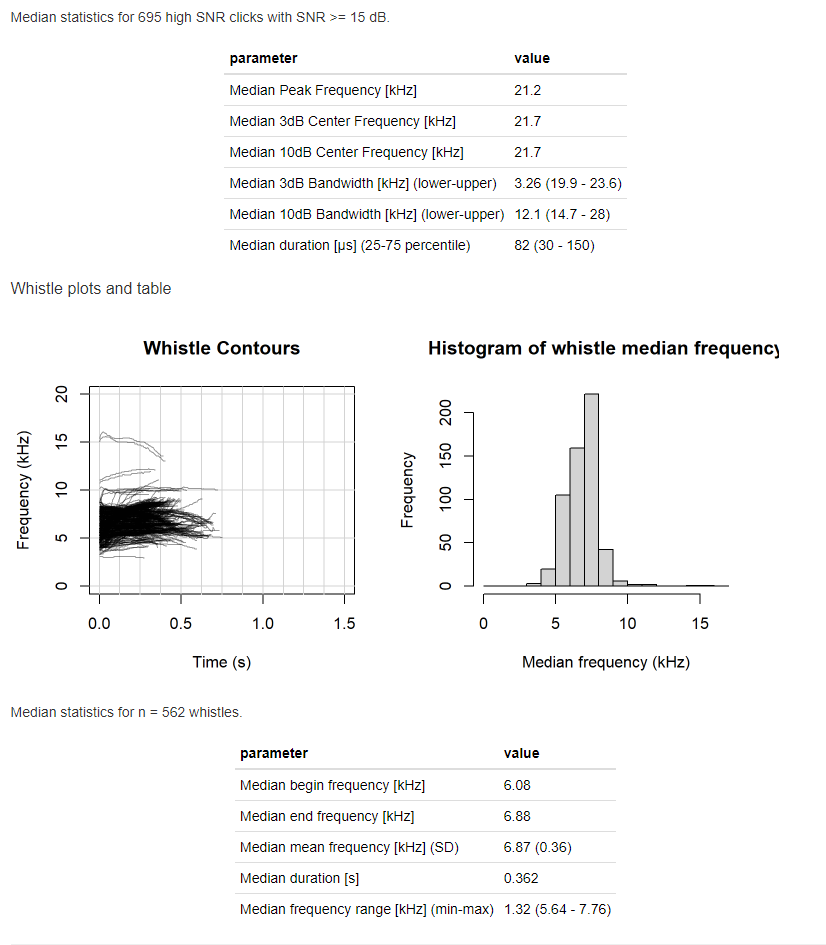 Median statistics for 695 high SNR clicks with SNR >= 15 dB.
parameter value
Median Peak Frequency [kHz] 21.2
Median 3dB Center Frequency [kHz] 21.7
Median 10dB Center Frequency [kHz] 21.7
Median 3dB Bandwidth [kHz] (lower-upper) 3.26 (19.9 - 23.6)
Median 10dB Bandwidth [kHz] (lower-upper) 12.1 (14.7 - 28)
Median duration [µs] (25-75 percentile) 82 (30 - 150)
Whistle plots and table
Whistle Contours
Frequency (kHz)
20
15
10
5
0
0.0 0.5 1.0 1.5
Time (s)
Histogram of whistle median frequency
Frequency
200
150
100
50
0
0 5 10 15
Median frequency (kHz)
Median statistics for n = 562 whistles.
parameter value
Median begin frequency [kHz] 6.08
Median end frequency [kHz] 6.88
Median mean frequency [kHz] (SD) 6.87 (0.36)
Median duration [s] 0.362
Median frequency range [kHz] (min-max) 1.32 (5.64 - 7.76)